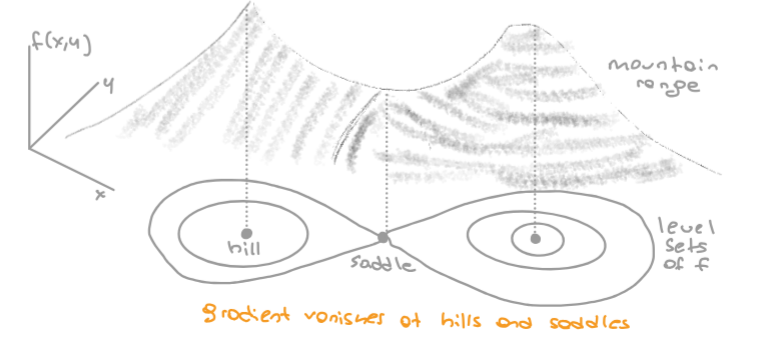 f(x,y)
y
x
mountain
range
hill
saddle
level
sets
of f
gradient vanishes at hills and saddles